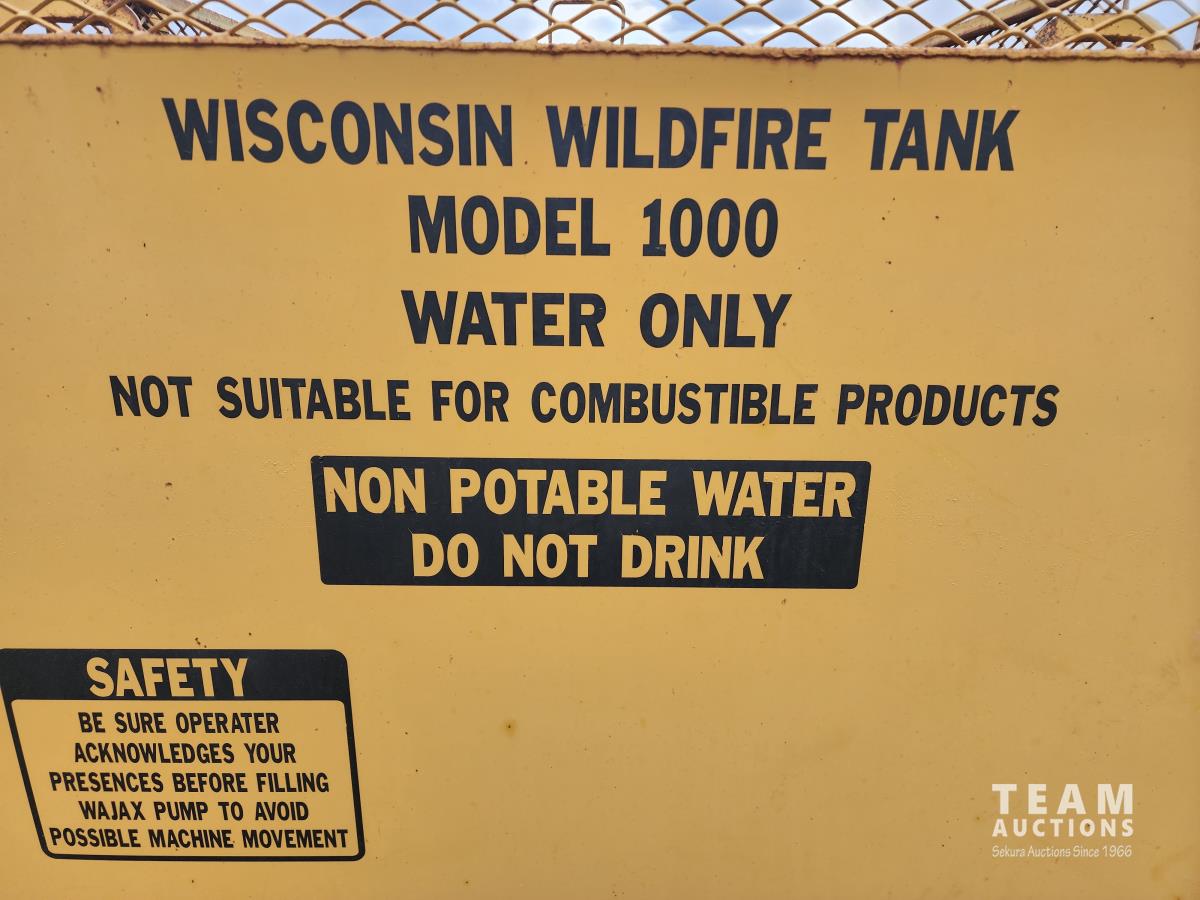 WISCONSIN WILDFIRE TANK
MODEL 1000
WATER ONLY
NOT SUITABLE FOR COMBUSTIBLE PRODUCTS
NON POTABLE WATER
DO NOT DRINK
SAFETY
BE SURE OPERATER
ACKNOWLEDGES YOUR
PRESENCES BEFORE FILLING
WAJAX PUMP TO AVOID
POSSIBLE MACHINE MOVEMENT
TEAM
AUCTIONS
Sekura Auctions Since 1966